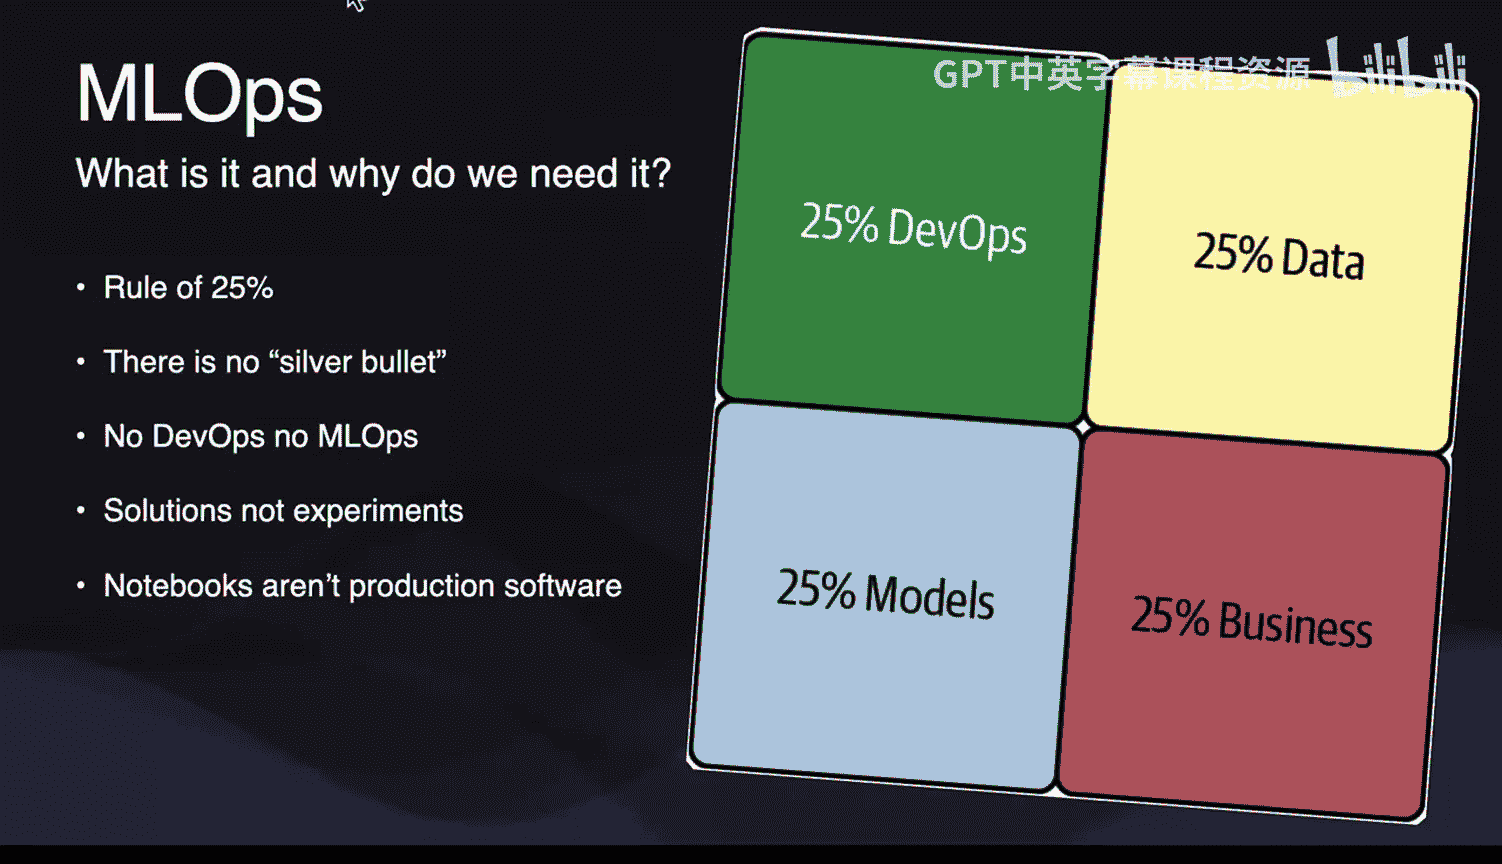 MLOps
What is it and why do we need it?
• Rule of 25%
• There is no “silver bullet”
• No DevOps no MLOps
• Solutions not experiments
• Notebooks aren’t production software
GPT中英字幕课程资源 bilibili
25% DevOps
25% Data
25% Models
25% Business